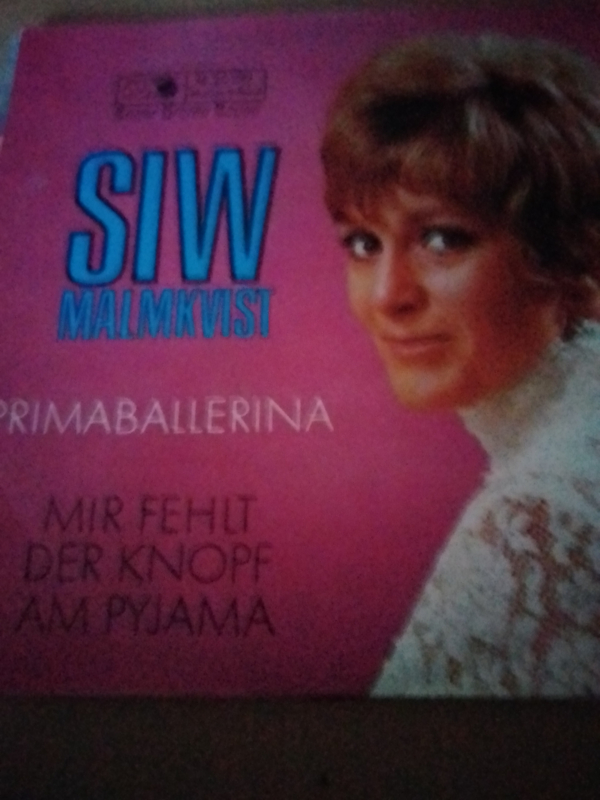 SIW
MALMKVIST
PRIMABALLERINA
MIR FEHLT
DER KNOPF
AM PYJAMA